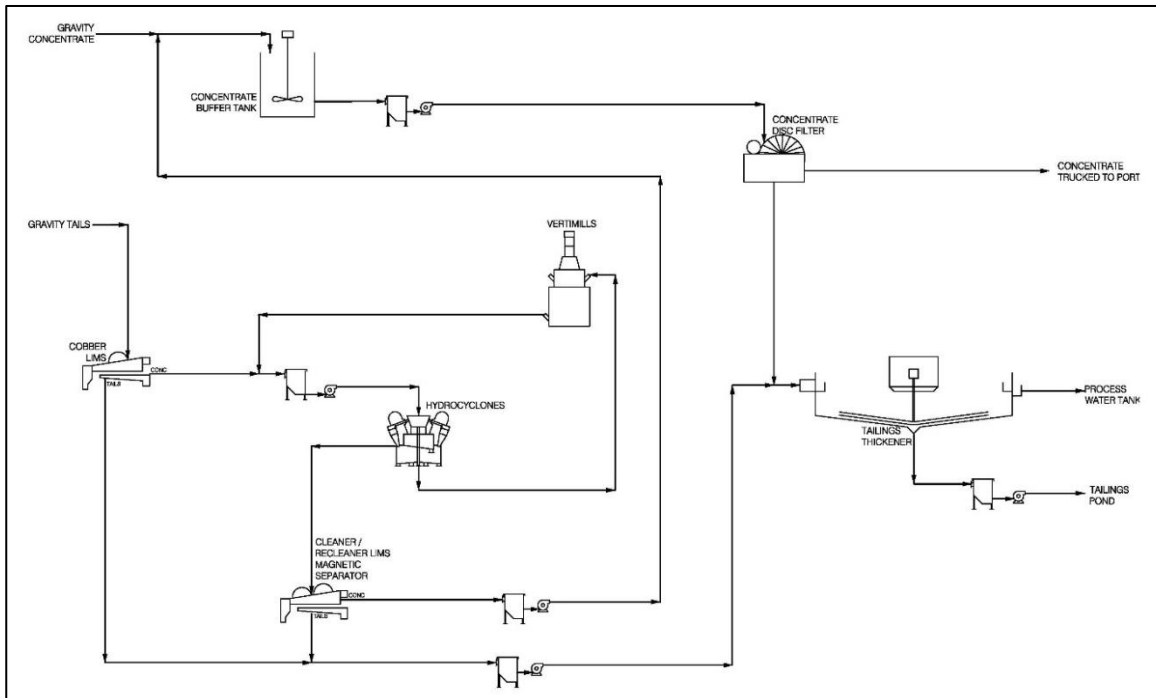 GRAVITY
CONCENTRATE
CONCENTRATE
BUFFER TANK
CONCENTRATE
DISC FILTER
CONCENTRATE
TRUCKED TO PORT
GRAVITY TAILS
VERTIMILLS
COBBER
LIMS
CONC
TAILS
HYDROCYCLONES
PROCESS
WATER TANK
TAILINGS
THICKENER
TAILINGS
POND
CLEANER /
RECLEANER LIMS
MAGNETIC
SEPARATOR
CONC
TAILS